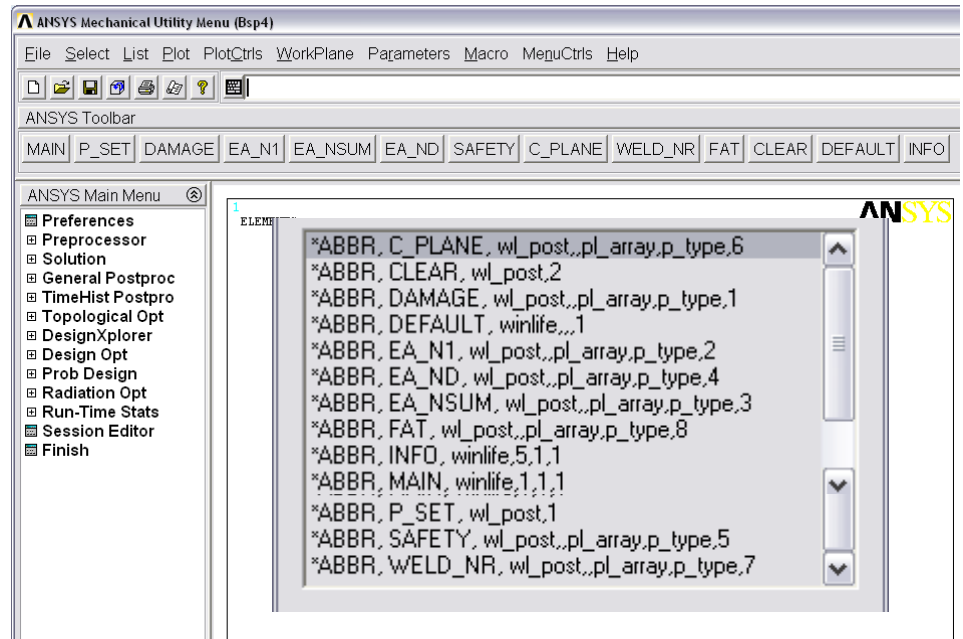 ANSYS Mechanical Utility Menu (Bsp4)
File Select List Plot PlotCtrls WorkPlane Parameters Macro MenuCtrls Help
ANSYS Toolbar
MAIN P_SET DAMAGE EA_N1 EA_NSUM EA_ND SAFETY C_PLANE WELD_NR FAT CLEAR DEFAULT INFO
ANSYS Main Menu
Preferences
Preprocessor
Solution
General Postproc
TimeHist Postpro
Topological Opt
DesignXplorer
Design Opt
Prob Design
Radiation Opt
Run-Time Stats
Session Editor
Finish
1
ANSYS
*ABBR, C_PLANE, wl_post,,pl_array,p_type,6
*ABBR, CLEAR, wl_post,2
*ABBR, DAMAGE, wl_post,,pl_array,p_type,1
*ABBR, DEFAULT, winlife,,,1
*ABBR, EA_N1, wl_post,,pl_array,p_type,2
*ABBR, EA_ND, wl_post,,pl_array,p_type,4
*ABBR, EA_NSUM, wl_post,,pl_array,p_type,3
*ABBR, FAT, wl_post,,pl_array,p_type,8
*ABBR, INFO, winlife,5,1,1
*ABBR, MAIN, winlife,1,1,1
*ABBR, P_SET, wl_post,1
*ABBR, SAFETY, wl_post,,pl_array,p_type,5
*ABBR, WELD_NR, wl_post,,pl_array,p_type,7